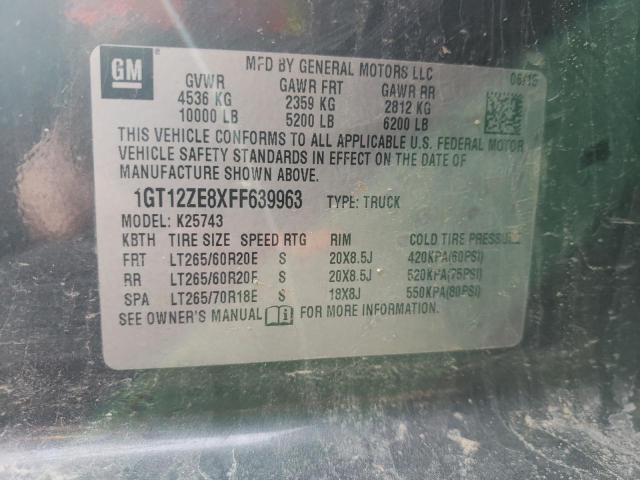 GM
MFD BY GENERAL MOTORS LLC
06/15
GVWR GAWR FRT GAWR RR
4536 KG 2359 KG 2812 KG
10000 LB 5200 LB 6200 LB
THIS VEHICLE CONFORMS TO ALL APPLICABLE U.S. FEDERAL MOTOR
VEHICLE SAFETY STANDARDS IN EFFECT ON THE DATE OF
MANUFACTURE SHOWN ABOVE.
1GT12ZE8XFF639963 TYPE: TRUCK
MODEL: K25743
KBTH TIRE SIZE SPEED RTG RIM COLD TIRE PRESSURE
FRT LT265/60R20E S 20X8.5J 420KPA(60PSI)
RR LT265/60R20E S 20X8.5J 520KPA(75PSI)
SPA LT265/70R18E S 18X8J 550KPA(80PSI)
SEE OWNER'S MANUAL FOR MORE INFORMATION.